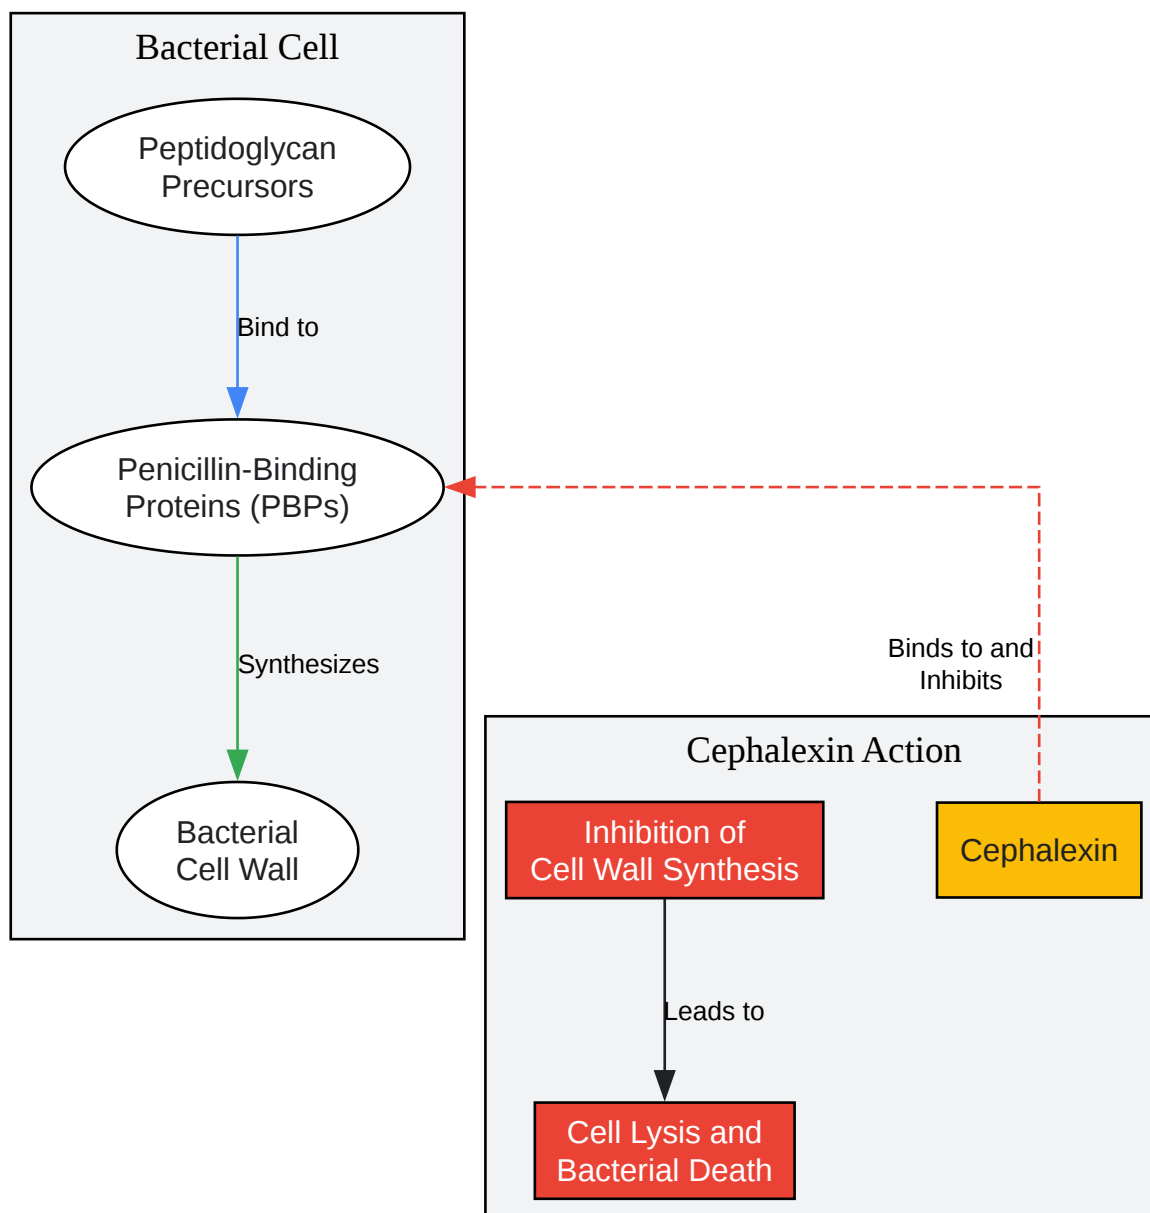 Bacterial Cell
Peptidoglycan
Precursors
Bind to
Penicillin-Binding
Proteins (PBPs)
Synthesizes
Bacterial
Cell Wall
Binds to and
Inhibits
Cephalexin Action
Inhibition of
Cell Wall Synthesis
Cephalexin
Leads to
Cell Lysis and
Bacterial Death